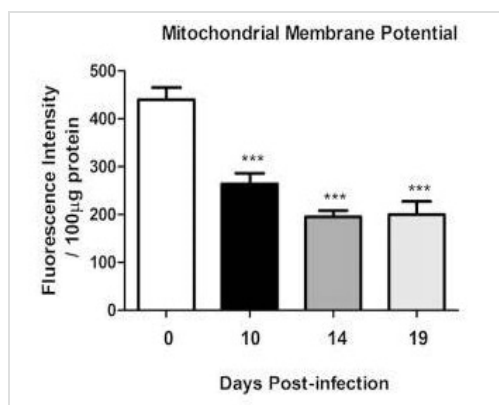 Mitochondrial Membrane Potential
Fluorescence Intensity
/ 100µg protein
500
400
300
200
100
0
***
***
***
0 10 14 19
Days Post-infection